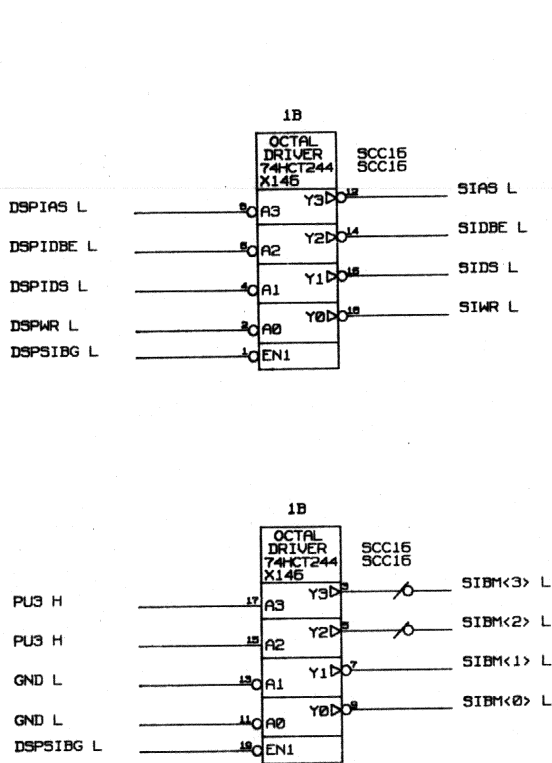 1B
OCTAL
DRIVER
74HCT244
X146
SCC16
SCC16
DSPIAS L
8
A3
Y3
12
SIAS L
DSPIDBE L
6
A2
Y2
14
SIDBE L
DSPIDS L
4
A1
Y1
16
SIDS L
DSPWR L
2
A0
Y0
18
SIWR L
DSPSIBG L
1
EN1
1B
OCTAL
DRIVER
74HCT244
X146
SCC16
SCC16
PU3 H
17
A3
Y3
3
SIBM<3> L
PU3 H
15
A2
Y2
5
SIBM<2> L
GND L
13
A1
Y1
7
SIBM<1> L
GND L
11
A0
Y0
9
SIBM<0> L
DSPSIBG L
19
EN1